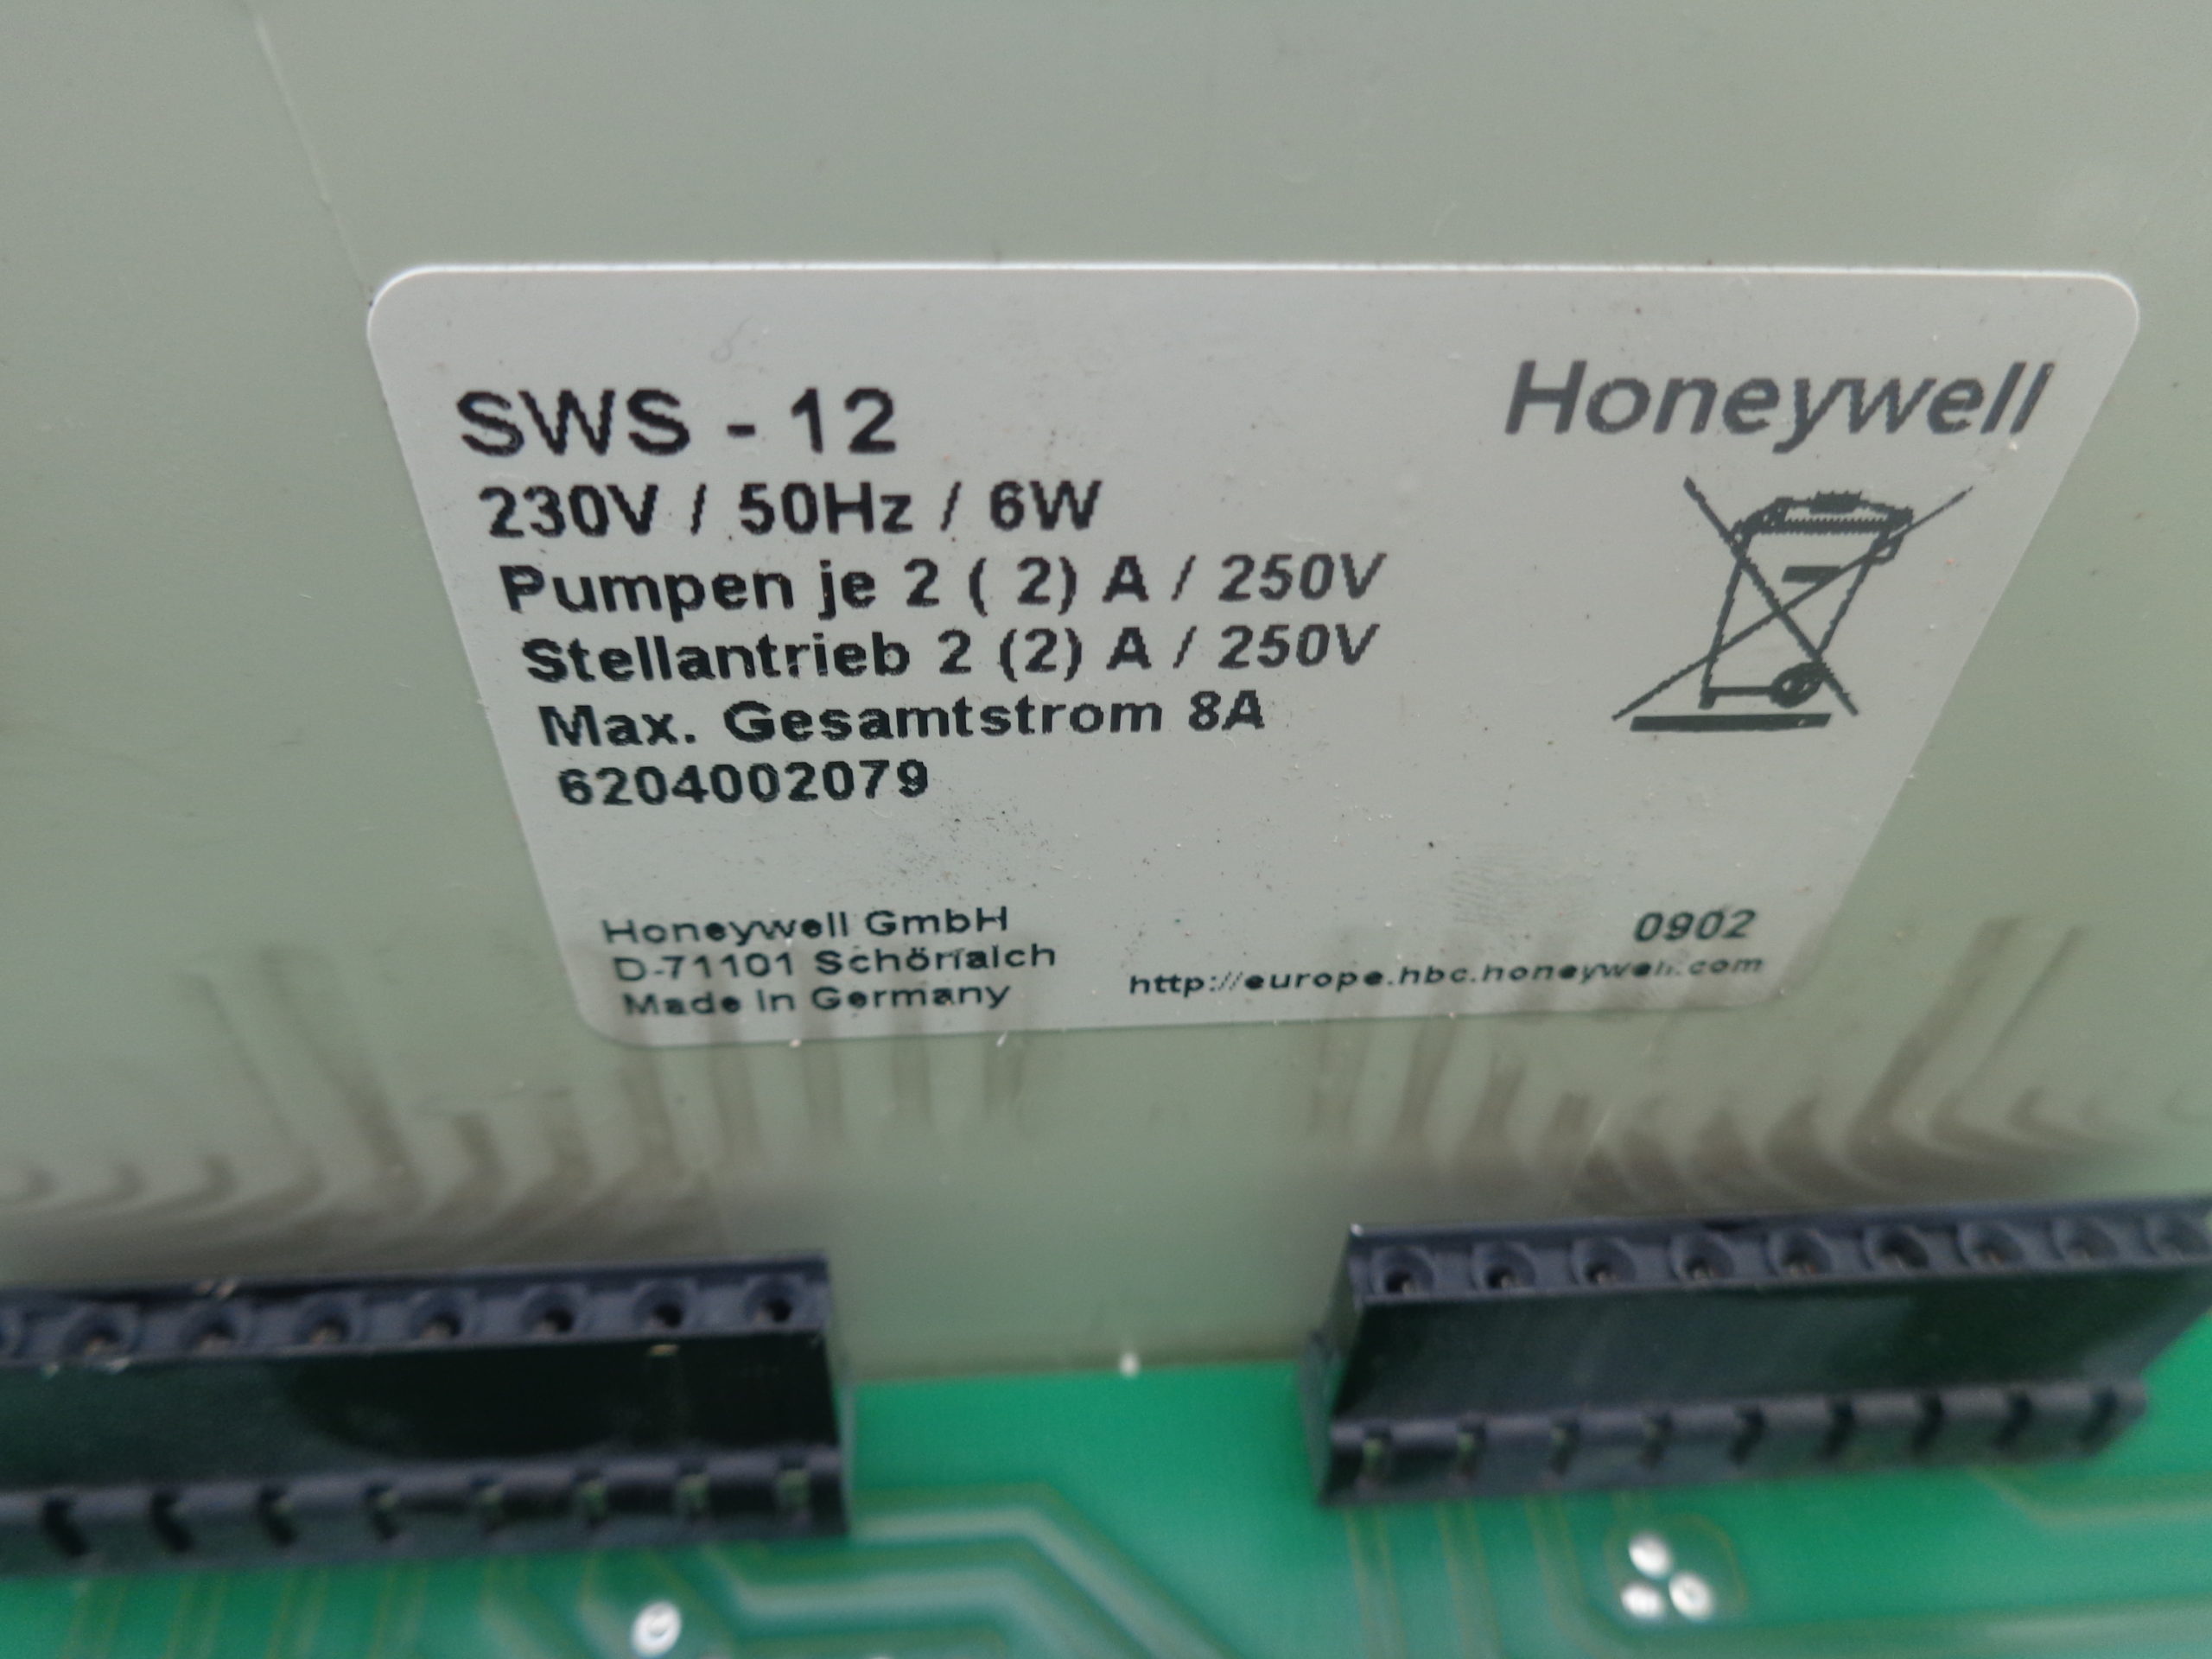 SWS - 12
Honeywell
230V / 50Hz / 6W
Pumpen je 2 ( 2) A / 250V
Stellantrieb 2 (2) A / 250V
Max. Gesamtstrom 8A
6204002079
Honeywell GmbH
0902
D-71101 Schönaich
http://europe.hbc.honeywell.com
Made in Germany